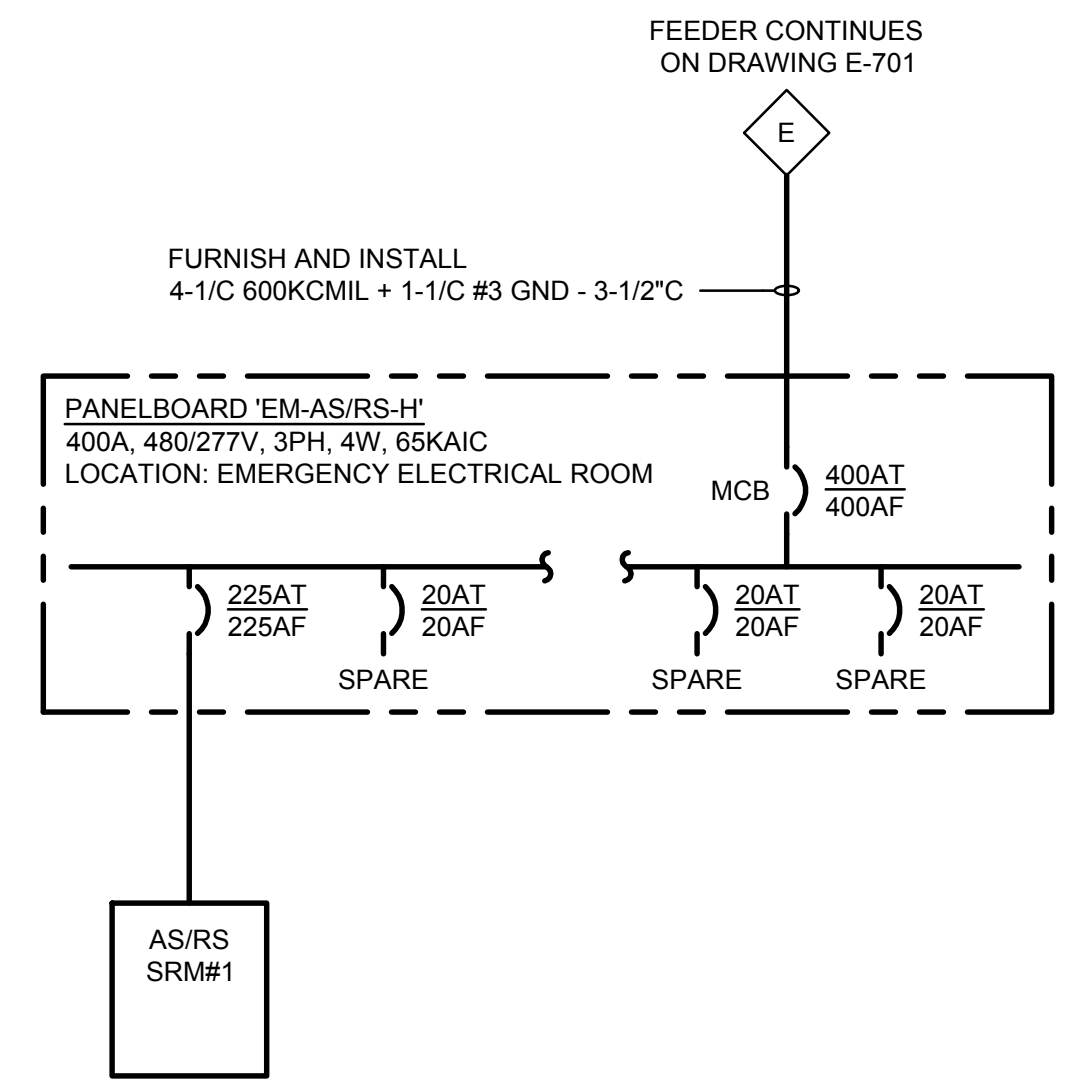 FEEDER CONTINUES
ON DRAWING E-701
E
FURNISH AND INSTALL
4-1/C 600KCMIL + 1-1/C #3 GND - 3-1/2"C
PANELBOARD 'EM-AS/RS-H'
400A, 480/277V, 3PH, 4W, 65KAIC
LOCATION: EMERGENCY ELECTRICAL ROOM
MCB
400AT
400AF
225AT
225AF
20AT
20AF
SPARE
20AT
20AF
SPARE
20AT
20AF
SPARE
AS/RS
SRM#1